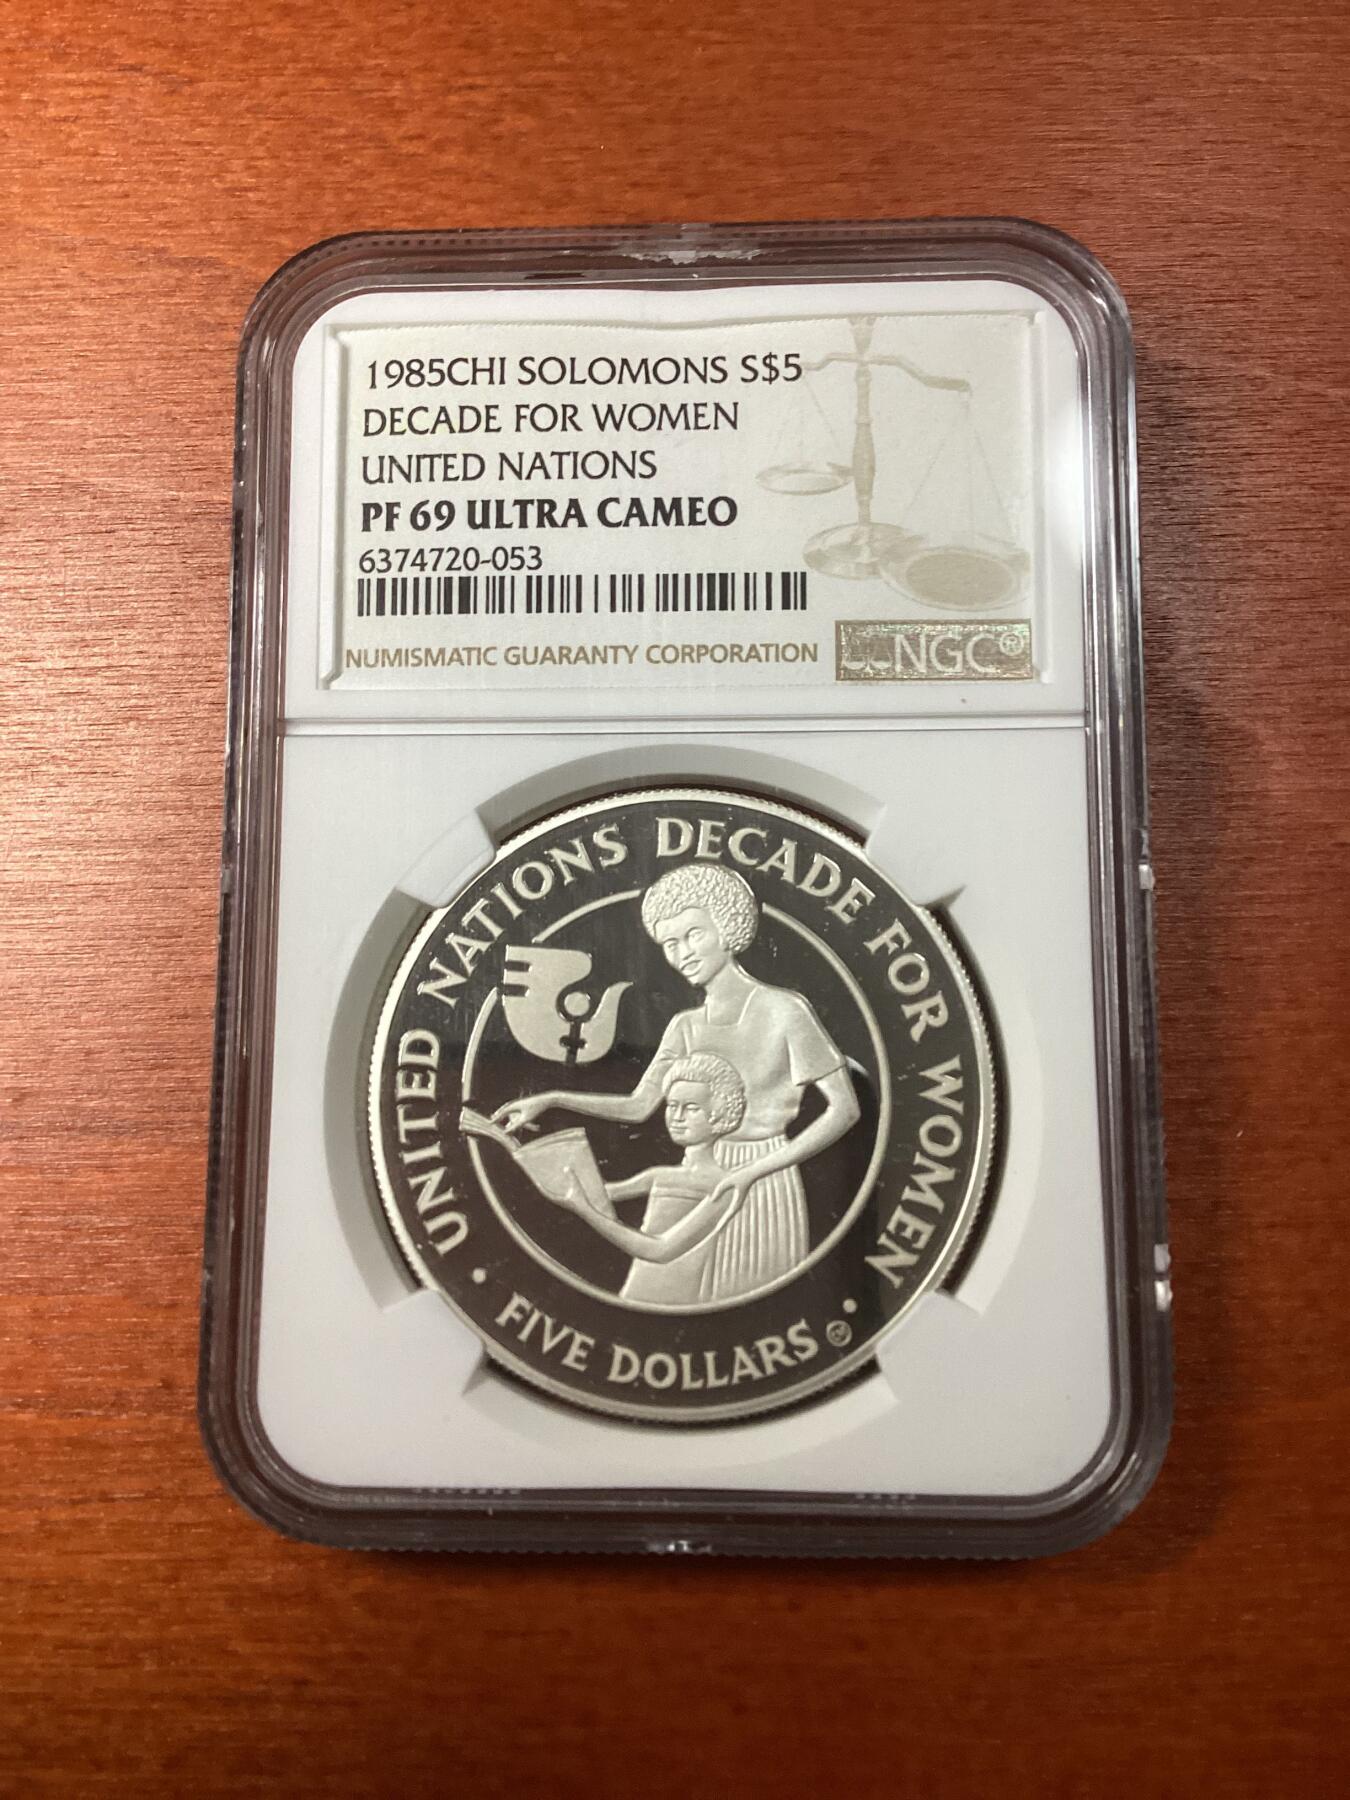 1985CHI SOLOMONS S$5
DECADE FOR WOMEN
UNITED NATIONS
PF 69 ULTRA CAMEO
6374720-053
NUMISMATIC GUARANTY CORPORATION
NGC®
UNITED NATIONS DECADE FOR WOMEN
• FIVE DOLLARS •